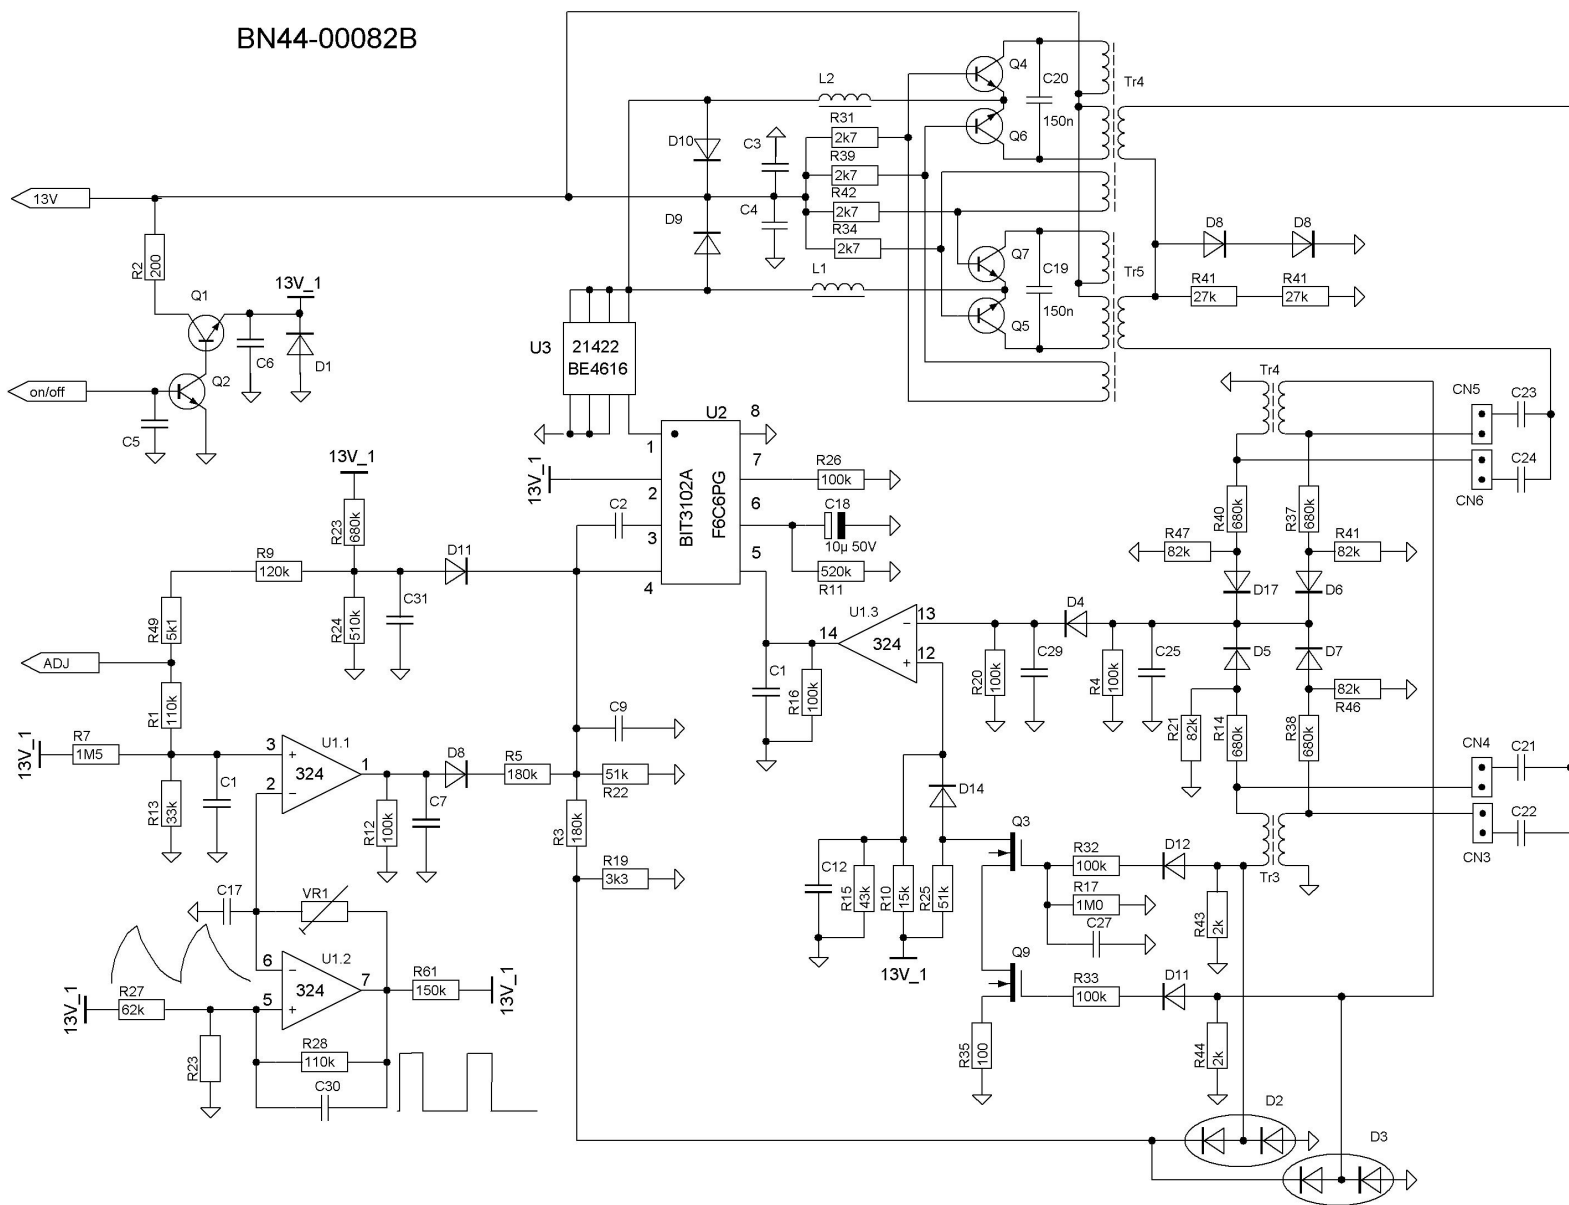 BN44-00082B
Q4
C20
Tr4
L2
150n
R31
2k7
Q6
D10
C3
R39
2k7
13V
R42
2k7
C4
D9
R34
2k7
D8
D8
Q7
Tr5
R2
200
13V_1
L1
C19
R41
27k
R41
27k
Q1
150n
Q5
U3
21422
BE4616
C6
D1
on/off
Q2
Tr4
CN5
C23
C5
U2
8
1
7
13V_1
13V_1
R26
100k
C24
CN6
2
BIT3102A
F6C6PG
6
C18
R40
680k
R37
680k
R23
680k
C2
3
10µ 50V
R47
82k
R41
82k
R9
120k
D11
5
520k
R11
4
D17
D6
R49
5k1
R24
510k
C31
U1.3
D4
14
324
13
12
ADJ
D5
D7
R20
100k
C29
R4
100k
C25
R1
110k
C1
R16
100k
82k
R46
R21
82k
R14
680k
R38
680k
C9
13V_1
R7
1M5
3
U1.1
324
1
D8
R5
180k
51k
R22
CN4
C21
2
C1
R13
33k
D14
R12
100k
C7
R3
180k
Q3
R32
100k
D12
C22
CN3
R19
3k3
C12
R15
43k
R10
15k
R25
51k
Tr3
R17
1M0
C17
VR1
R43
2k
C27
13V_1
Q9
U1.2
6
324
7
R61
150k
13V_1
R33
100k
D11
13V_1
R27
62k
5
R28
110k
R23
R35
100
R44
2k
C30
D2
D3